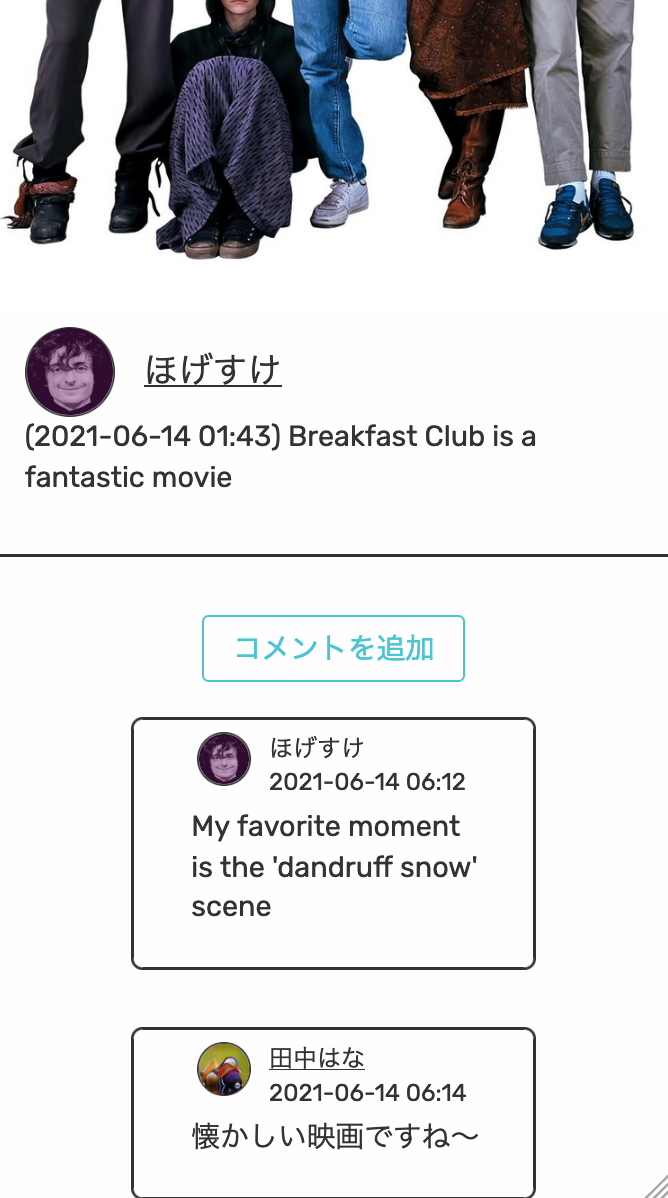 ほげすけ
(2021-06-14 01:43) Breakfast Club is a
fantastic movie
コメントを追加
ほげすけ
2021-06-14 06:12
My favorite moment
is the 'dandruff snow'
scene
田中はな
2021-06-14 06:14
懐かしい映画ですね〜